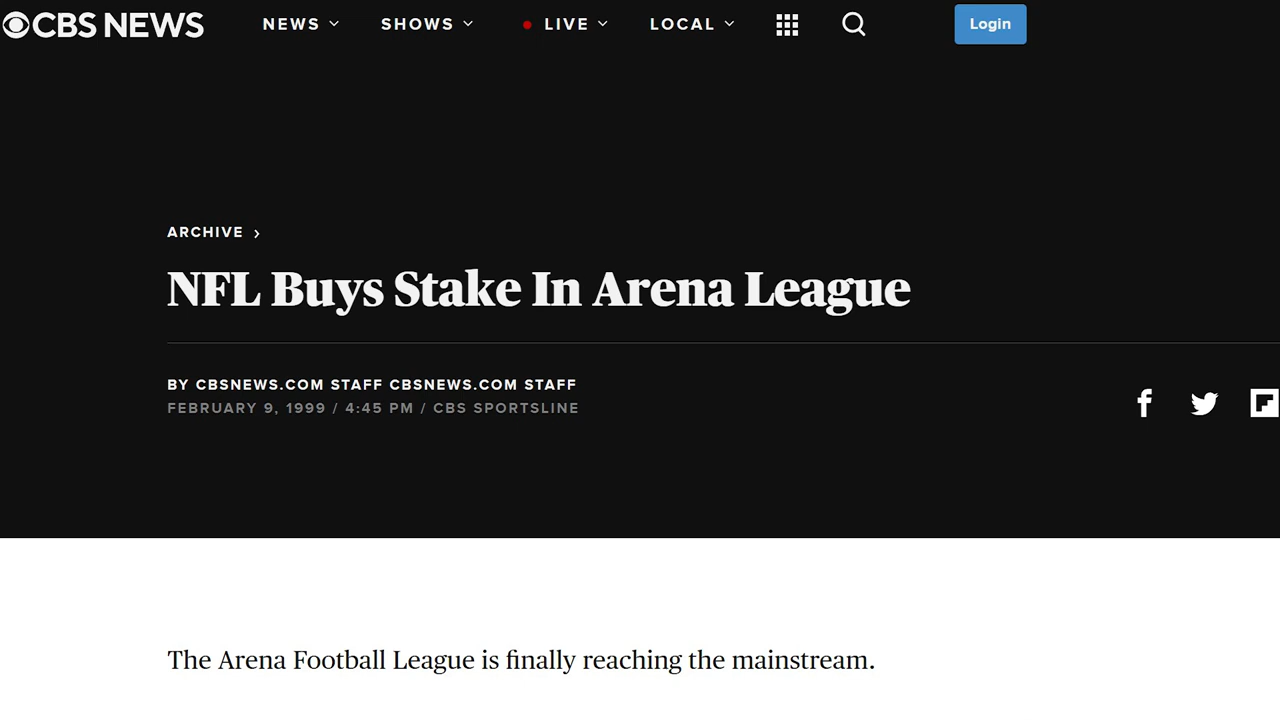 CBS NEWS NEWS SHOWS LIVE LOCAL Login
ARCHIVE
NFL Buys Stake In Arena League
BY CBSNEWS.COM STAFF CBSNEWS.COM STAFF
FEBRUARY 9, 1999 / 4:45 PM / CBS SPORTSLINE
The Arena Football League is finally reaching the mainstream.